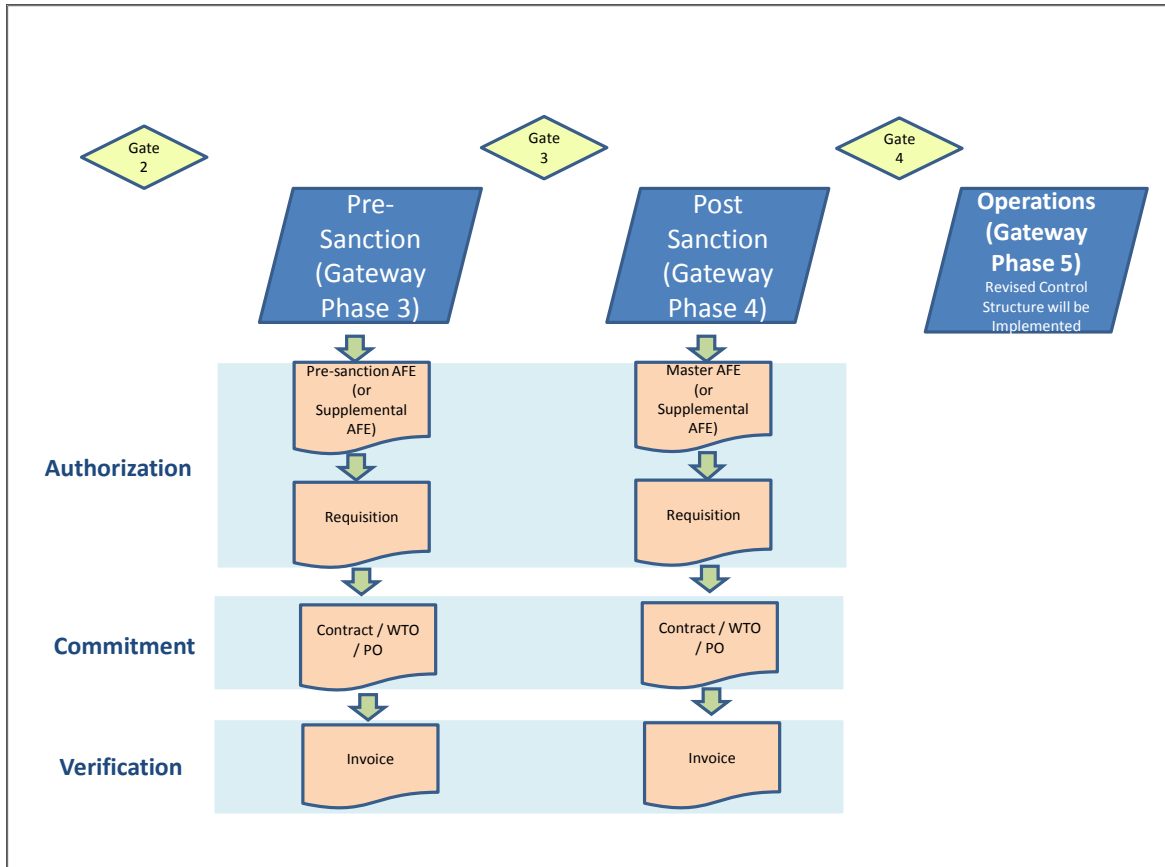 Gate
2
Gate
3
Gate
4
Pre-
Sanction
(Gateway
Phase 3)
Post
Sanction
(Gateway
Phase 4)
Operations
(Gateway
Phase 5)
Revised Control
Structure will be
Implemented
Authorization
Pre-sanction AFE
(or
Supplemental
AFE)
Master AFE
(or
Supplemental
AFE)
Requisition
Requisition
Commitment
Contract / WTO
/ PO
Contract / WTO
/ PO
Verification
Invoice
Invoice